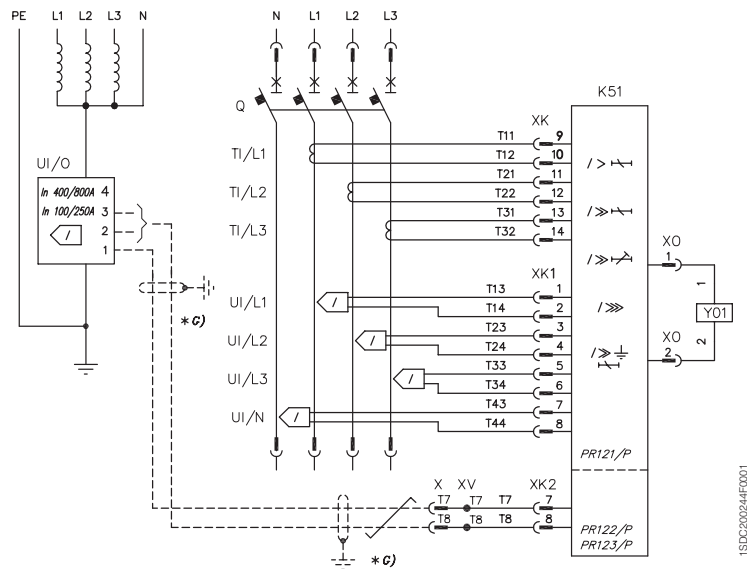 PE L1 L2 L3 N
N L1 L2 L3
Q
K51
XK
UI/O
In 400/800A 4
In 100/250A 3
2
/
1
TI/L1
T11 9
T12 10
TI/L2
T21 11
T22 12
TI/L3
T31 13
T32 14
/>
/≫
/≫
/⋙
/≫
XK1
UI/L1 /
T13 1
T14 2
UI/L2 /
T23 3
T24 4
UI/L3 /
T33 5
T34 6
UI/N /
T43 7
T44 8
XO
1
1
YO1
XO
2
2
*G)
PR121/P
X XV XK2
T7 T7 T7 7
T8 T8 T8 8
PR122/P
PR123/P
*G)
1SDC200244F0001